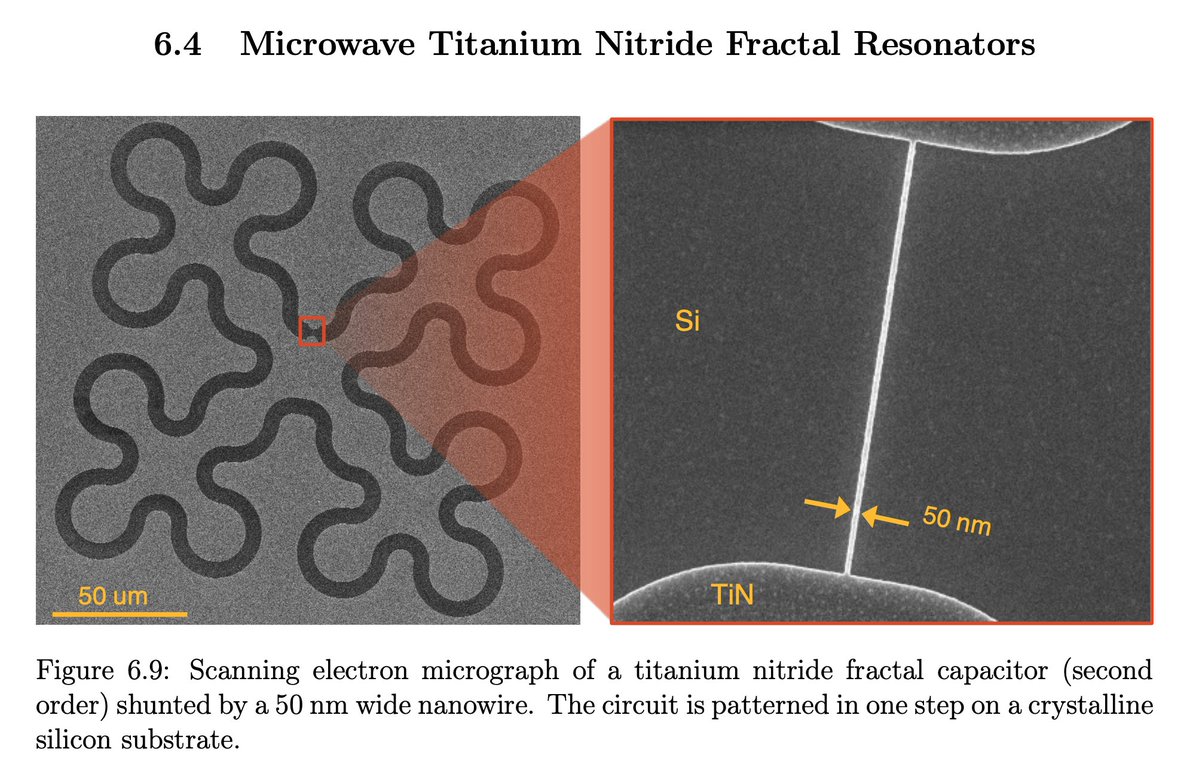 6.4 Microwave Titanium Nitride Fractal Resonators
50 um
Si
50 nm
TiN
Figure 6.9: Scanning electron micrograph of a titanium nitride fractal capacitor (second
order) shunted by a 50 nm wide nanowire. The circuit is patterned in one step on a crystalline
silicon substrate.